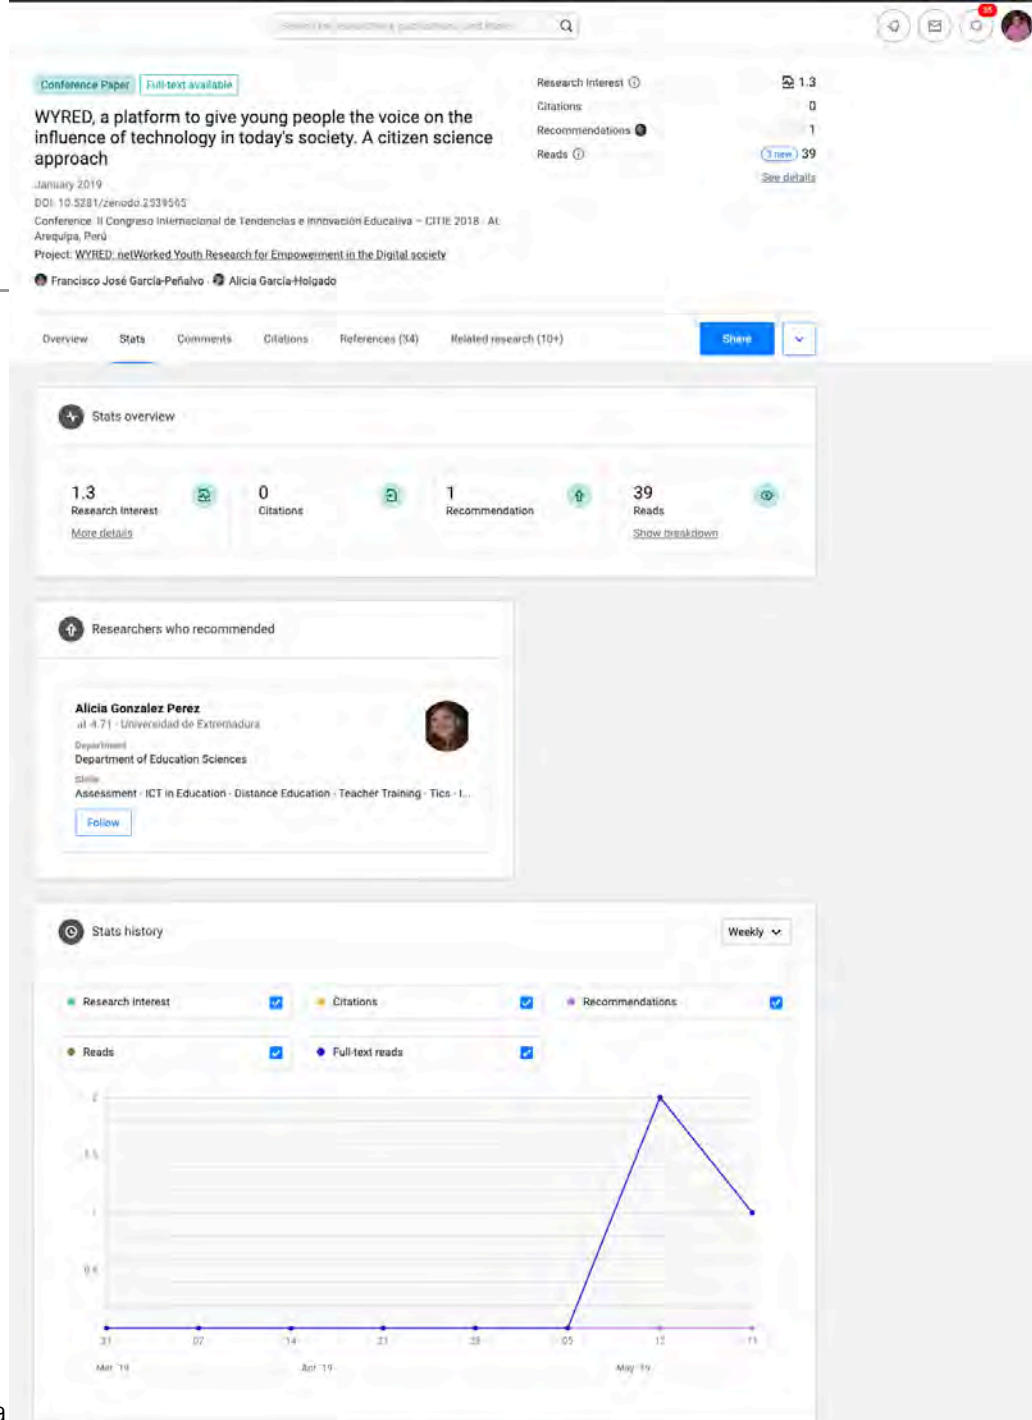 35
Conference Paper Full-text available
WYRED, a platform to give young people the voice on the
influence of technology in today's society. A citizen science
approach
January 2019
DOI: 10.5281/zenodo.2539565
Conference: II Congreso Internacional de Tendencias e Innovación Educativa – CITIE 2018 · At:
Arequipa, Perú
Project: WYRED: netWorked Youth Research for Empowerment in the Digital society
Francisco José García-Peñalvo · Alicia García-Holgado
Research Interest 1.3
Citations 0
Recommendations 1
Reads 3 new 39
See details
Overview Stats Comments Citations References (34) Related research (10+) Share
Stats overview
1.3 0 1 39
Research Interest Citations Recommendation Reads
More details Show breakdown
Researchers who recommended
Alicia Gonzalez Perez
4.71 · Universidad de Extremadura
Department
Department of Education Sciences
Skills
Assessment · ICT in Education · Distance Education · Teacher Training · Tics · I...
Follow
Stats history Weekly
Research Interest Citations Recommendations
Reads Full-text reads
2
1.5
1
0.5
31 07 14 21 28 05 12
Mar '19 Apr '19 May '19